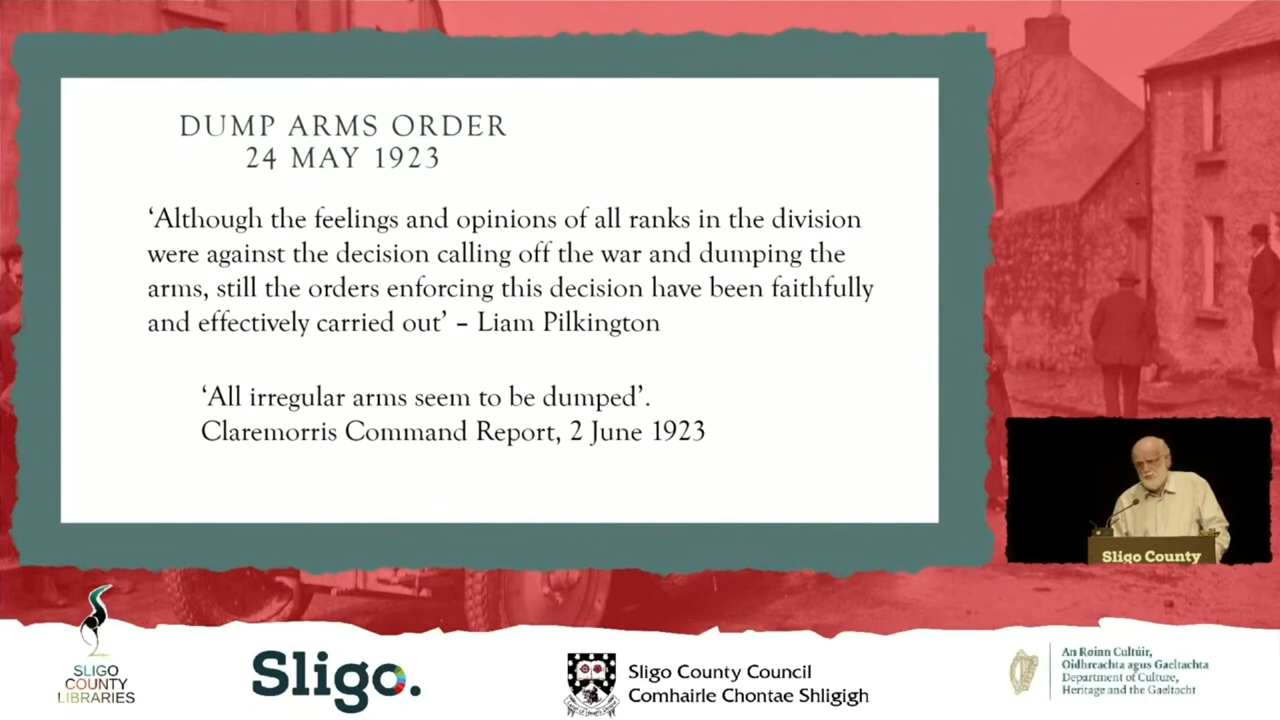 DUMP ARMS ORDER
24 MAY 1923
‘Although the feelings and opinions of all ranks in the division
were against the decision calling off the war and dumping the
arms, still the orders enforcing this decision have been faithfully
and effectively carried out’ – Liam Pilkington
‘All irregular arms seem to be dumped’.
Claremorris Command Report, 2 June 1923
Sligo County
SLIGO
COUNTY
LIBRARIES
Sligo.
Sligo County Council
Comhairle Chontae Shligigh
An Roinn Cultúir,
Oidhreachta agus Gaeltachta
Department of Culture,
Heritage and the Gaeltacht